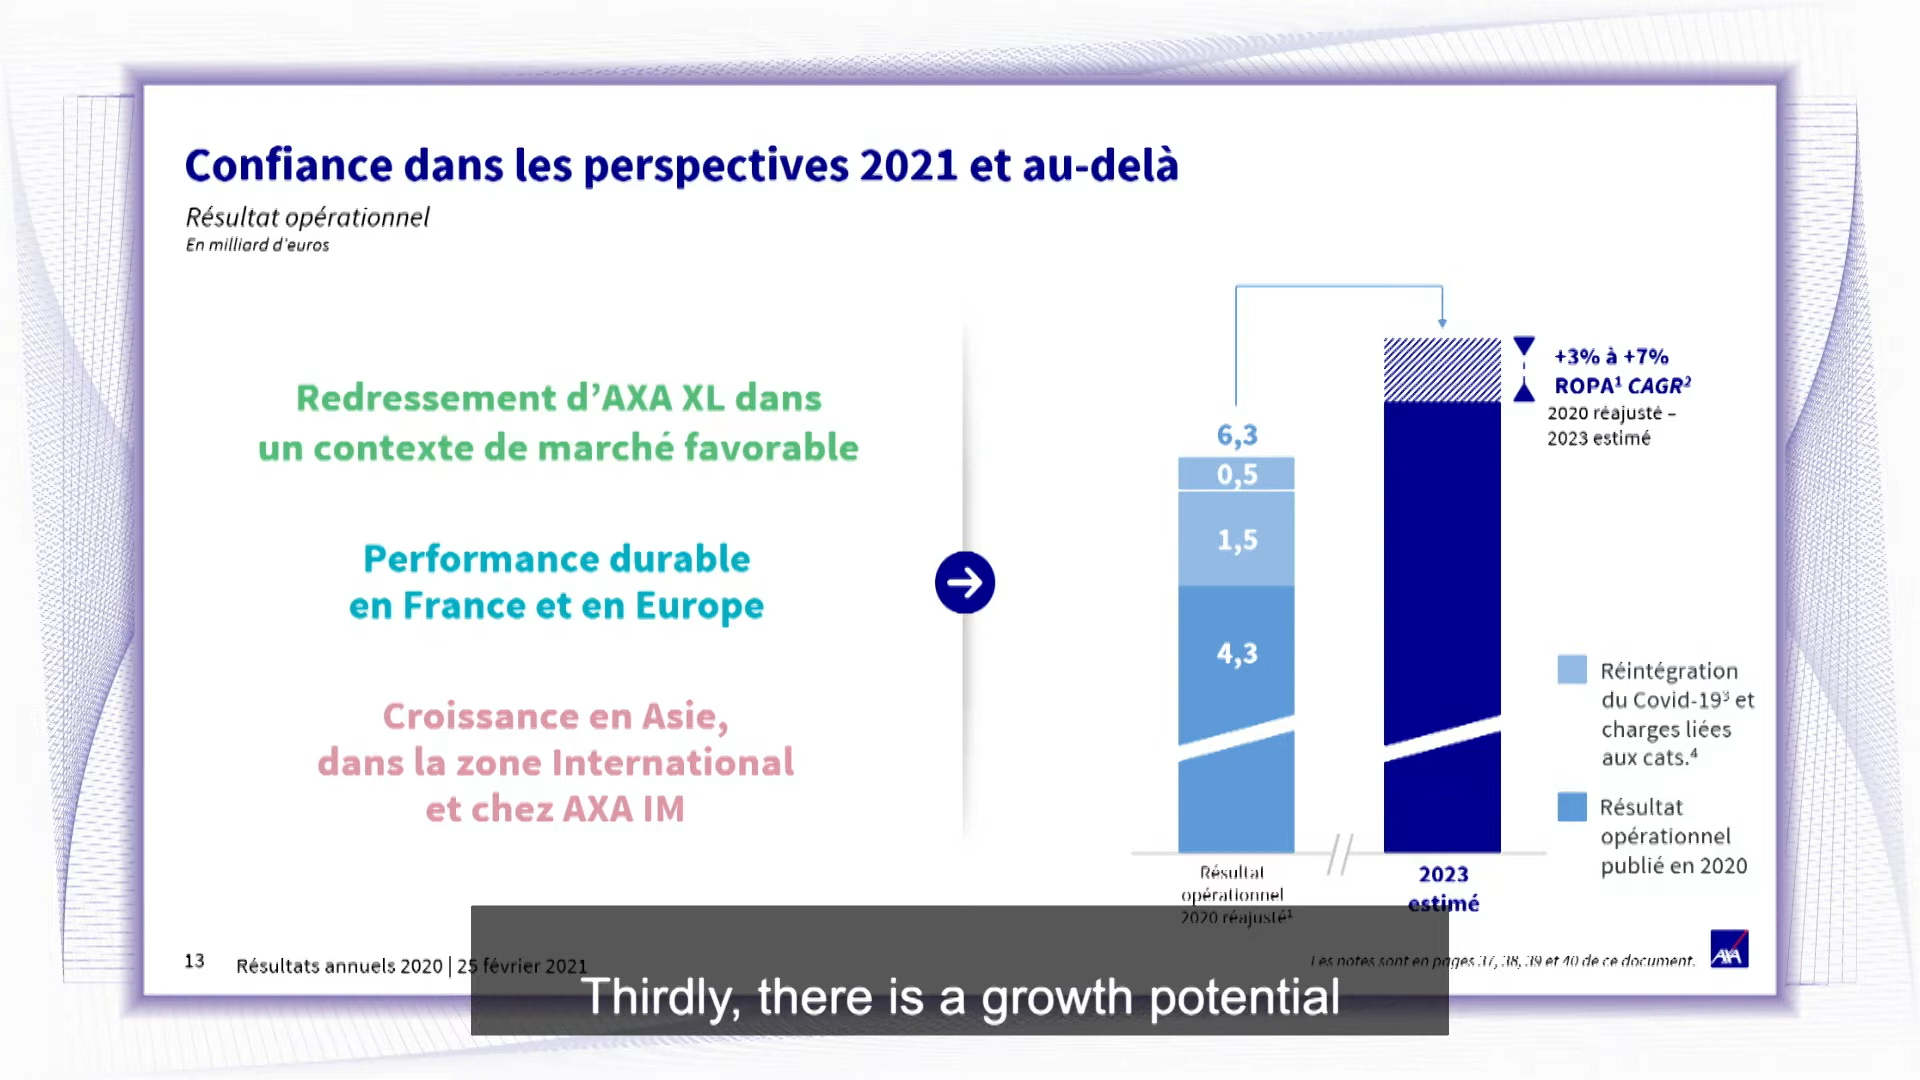 Confiance dans les perspectives 2021 et au-delà
Résultat opérationnel
En milliard d'euros
Redressement d’AXA XL dans
un contexte de marché favorable
Performance durable
en France et en Europe
Croissance en Asie,
dans la zone International
et chez AXA IM
6,3
0,5
1,5
4,3
+3% à +7%
ROPA¹ CAGR²
2020 réajusté –
2023 estimé
Réintégration
du Covid-19³ et
charges liées
aux cats.⁴
Résultat
opérationnel
publié en 2020
Résultat
opérationnel
2020 réajusté¹
2023
estimé
13
Résultats annuels 2020 | 25 février 2021
Les notes sont en pages 37, 38, 39 et 40 de ce document.
AXA
Thirdly, there is a growth potential